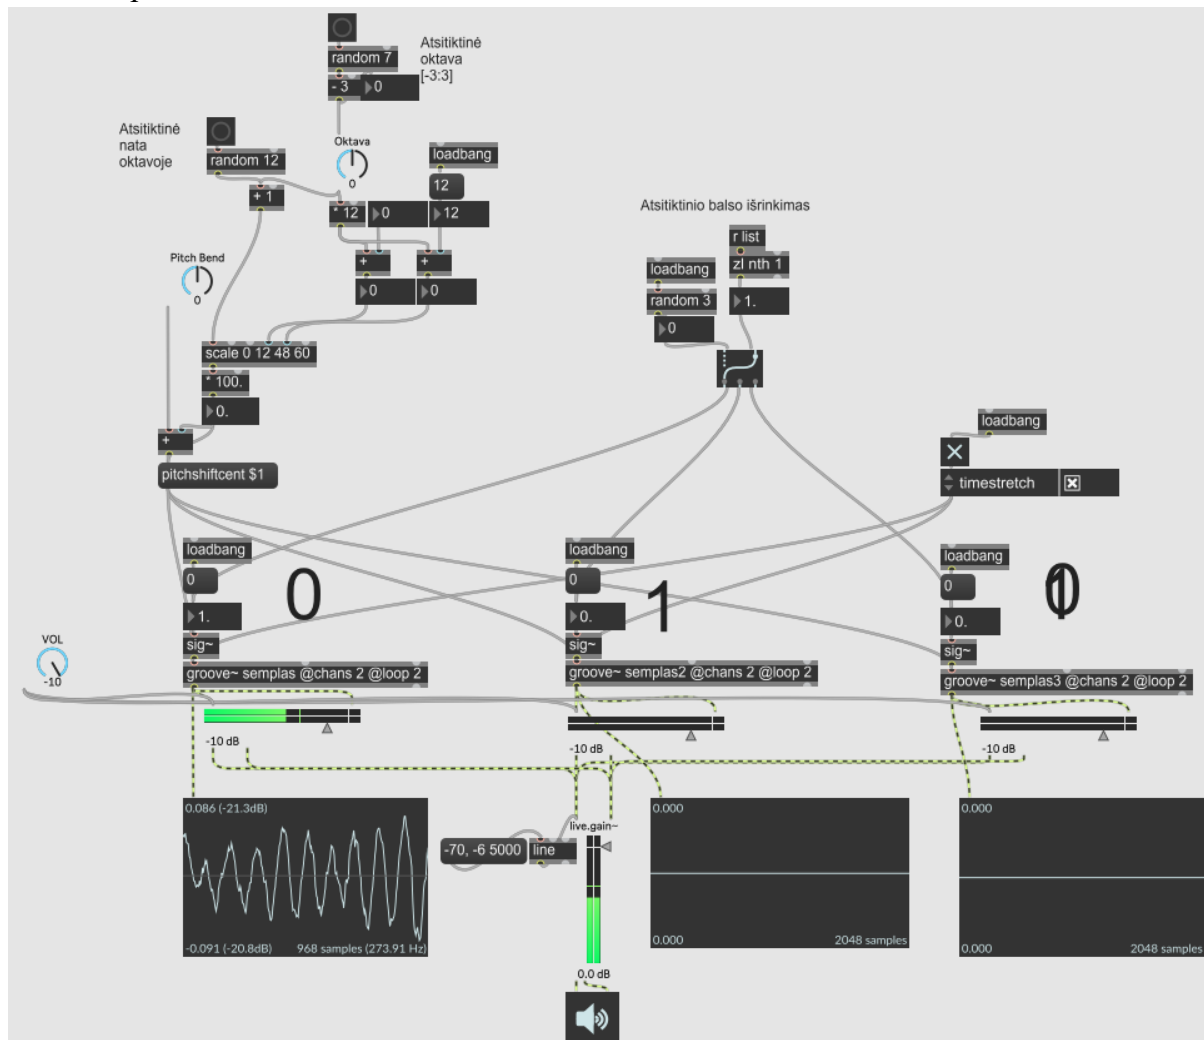 random 7
- 3
0
Atsitiktinė
oktava
[-3:3]
Atsitiktinė
nata
oktavoje
random 12
+ 1
Oktava
0
loadbang
12
* 12
0
12
+
+
0
0
Pitch Bend
0
scale 0 12 48 60
* 100.
0.
+
pitchshiftcent $1
Atsitiktinio balso išrinkimas
r list
zl nth 1
loadbang
random 3
1.
0
loadbang
timestretch
loadbang
0
1.
sig~
groove~ semplas @chans 2 @loop 2
0
loadbang
0
0.
sig~
groove~ semplas2 @chans 2 @loop 2
1
loadbang
0
0.
sig~
groove~ semplas3 @chans 2 @loop 2
VOL
-10
-10 dB
-10 dB
-10 dB
0.086 (-21.3dB)
-0.091 (-20.8dB)
968 samples (273.91 Hz)
-70, -6 5000
line
live.gain~
0.0 dB
0.000
0.000
2048 samples
0.000
0.000
2048 samples